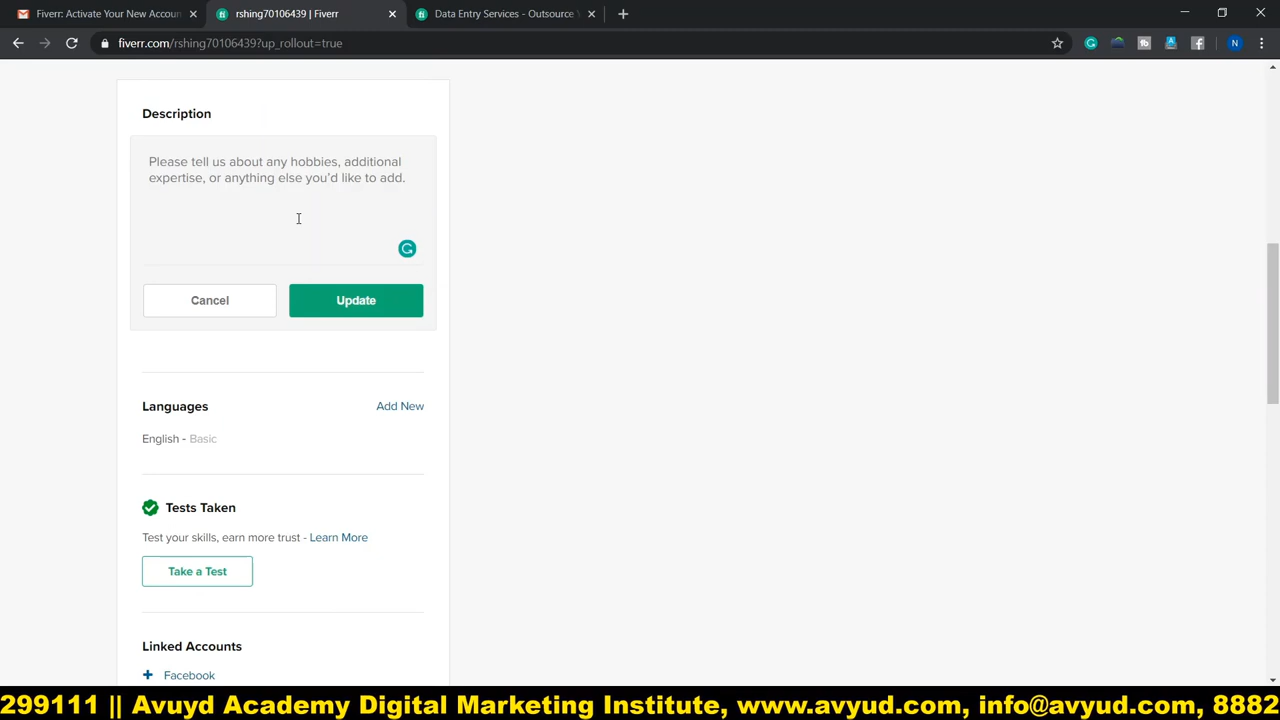 Fiverr: Activate Your New Accoun
rshing70106439 | Fiverr
Data Entry Services - Outsource Y
fiverr.com/rshing70106439?up_rollout=true
N
Description
Please tell us about any hobbies, additional
expertise, or anything else you'd like to add.
Cancel
Update
Languages
Add New
English - Basic
Tests Taken
Test your skills, earn more trust - Learn More
Take a Test
Linked Accounts
+ Facebook
299111 || Avuyd Academy Digital Marketing Institute, www.avyud.com, info@avyud.com, 8882